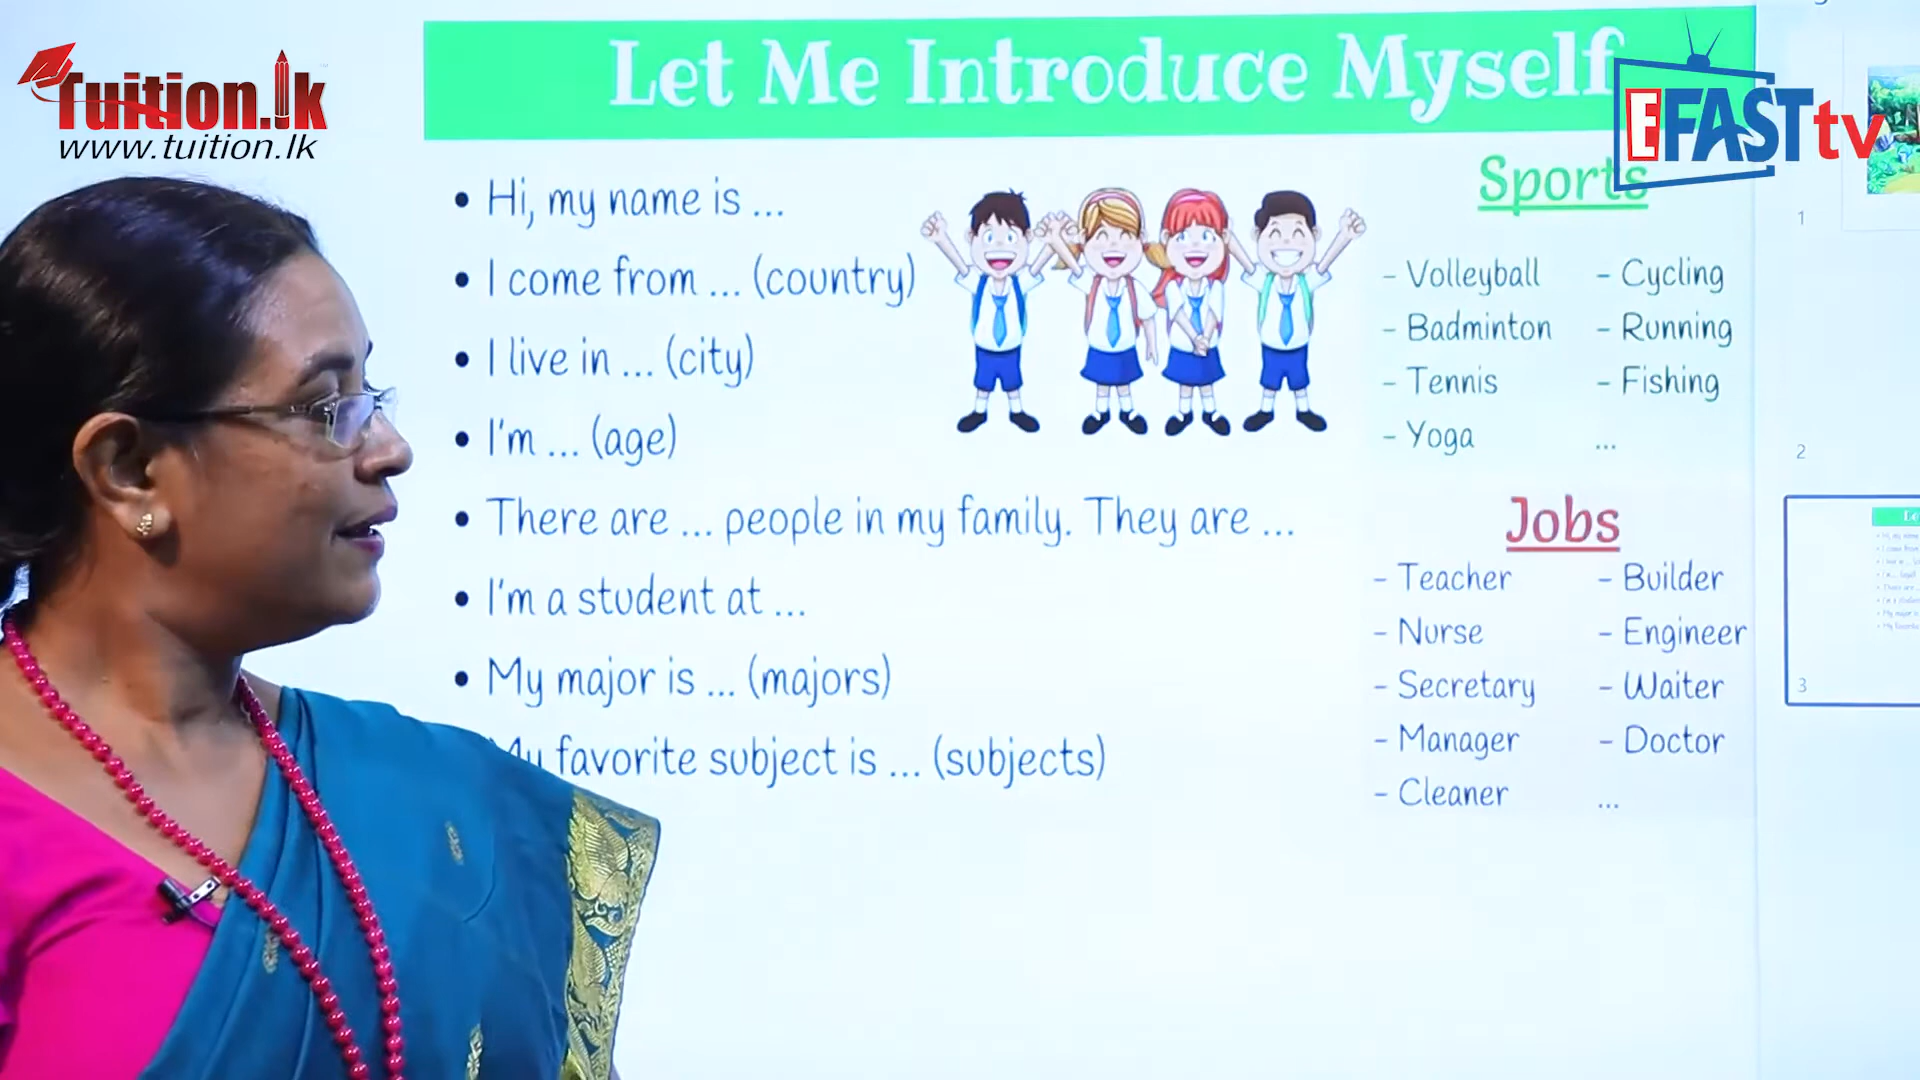 Tuition.lk
www.tuition.lk
Let Me Introduce Myself
EFAST tv
• Hi, my name is ...
• I come from ... (country)
• I live in ... (city)
• I'm ... (age)
• There are ... people in my family. They are ...
• I'm a student at ...
• My major is ... (majors)
My favorite subject is ... (subjects)
Sports
- Volleyball
- Badminton
- Tennis
- Yoga
- Cycling
- Running
- Fishing
...
Jobs
- Teacher
- Nurse
- Secretary
- Manager
- Cleaner
- Builder
- Engineer
- Waiter
- Doctor
...
1
2
3